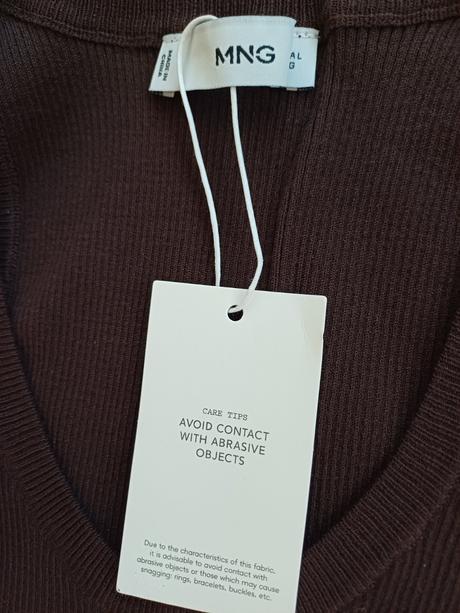 MNG
MADE IN
CHINA
AL
G
CARE TIPS
AVOID CONTACT
WITH ABRASIVE
OBJECTS
Due to the characteristics of this fabric,
it is advisable to avoid contact with
abrasive objects or those which may cause
snagging: rings, bracelets, buckles, etc.